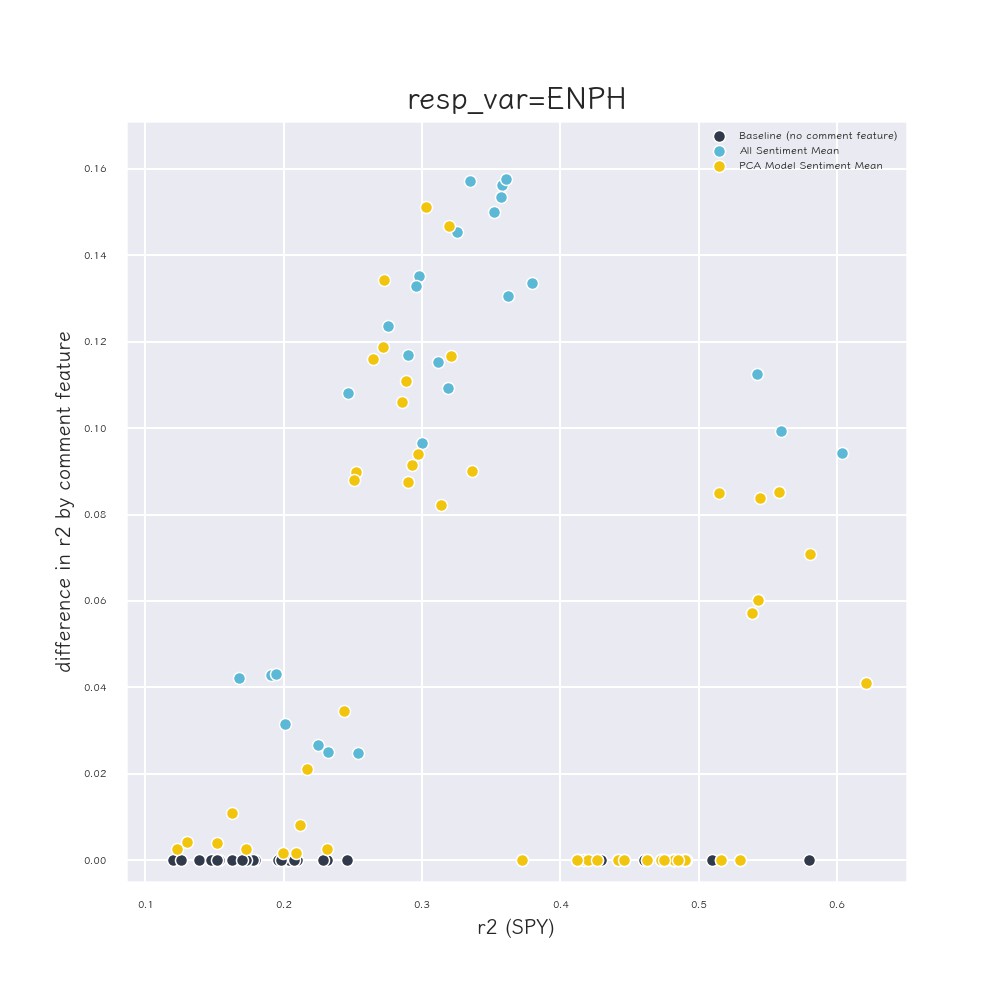 resp_var=ENPH
Baseline (no comment feature)
All Sentiment Mean
PCA Model Sentiment Mean
difference in r2 by comment feature
0.16
0.14
0.12
0.10
0.08
0.06
0.04
0.02
0.00
0.1 0.2 0.3 0.4 0.5 0.6
r2 (SPY)